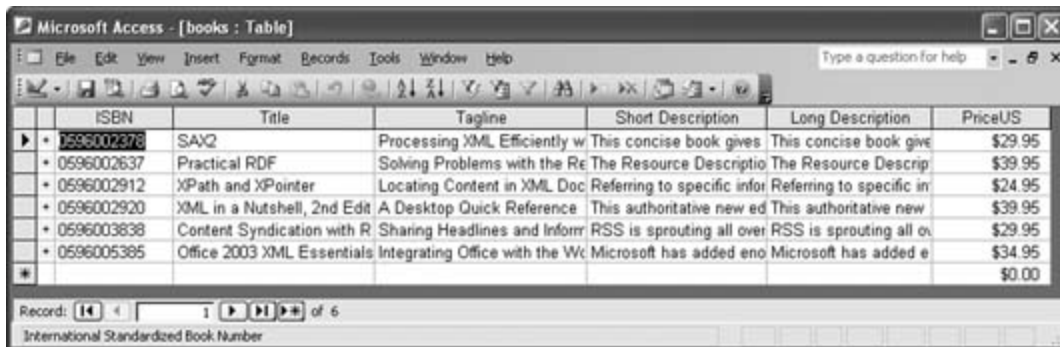 Microsoft Access - [books : Table]
File Edit View Insert Format Records Tools Window Help Type a question for help
ISBN Title Tagline Short Description Long Description PriceUS
0596002378 SAX2 Processing XML Efficiently w This concise book gives This concise book give $29.95
0596002637 Practical RDF Solving Problems with the Re The Resource Descriptio The Resource Descrip $39.95
0596002912 XPath and XPointer Locating Content in XML Doc Referring to specific infor Referring to specific in $24.95
0596002920 XML in a Nutshell, 2nd Edit A Desktop Quick Reference This authoritative new ed This authoritative new $39.95
0596003838 Content Syndication with R Sharing Headlines and Inform RSS is sprouting all over RSS is sprouting all ov $29.95
0596005385 Office 2003 XML Essentials Integrating Office with the Wo Microsoft has added eno Microsoft has added e $34.95
$0.00
Record: 1 of 6
International Standardized Book Number